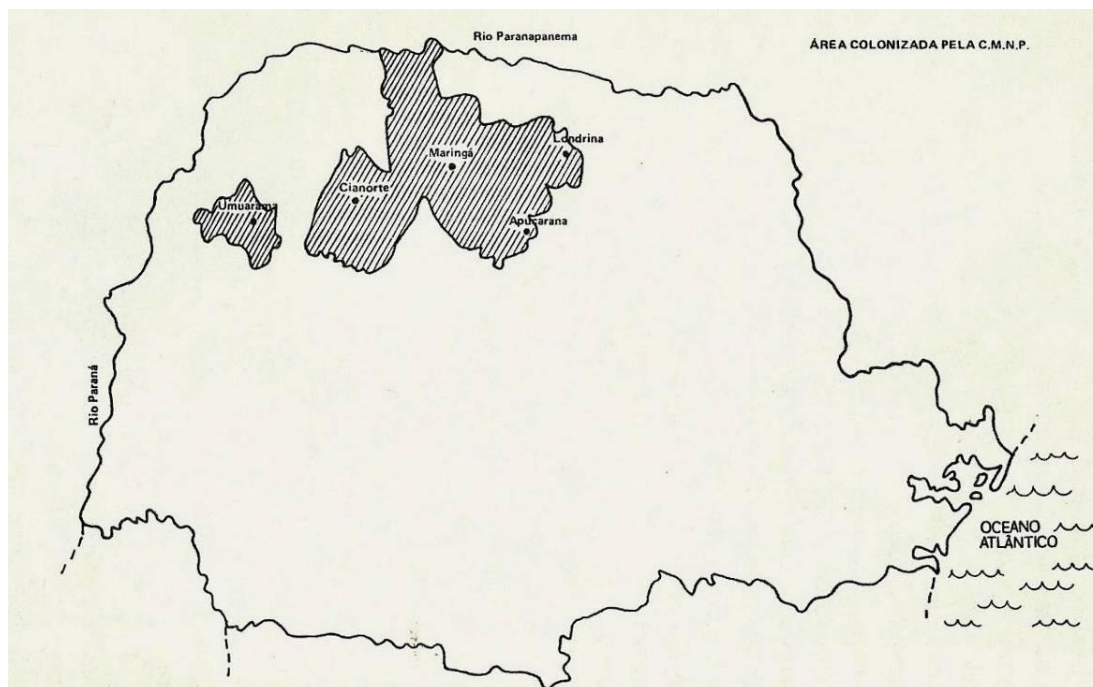 Rio Paranapanema
ÁREA COLONIZADA PELA C.M.N.P.
Londrina
Maringá
Cianorte
Umuarama
Apucarana
Rio Paraná
OCEANO
ATLÂNTICO